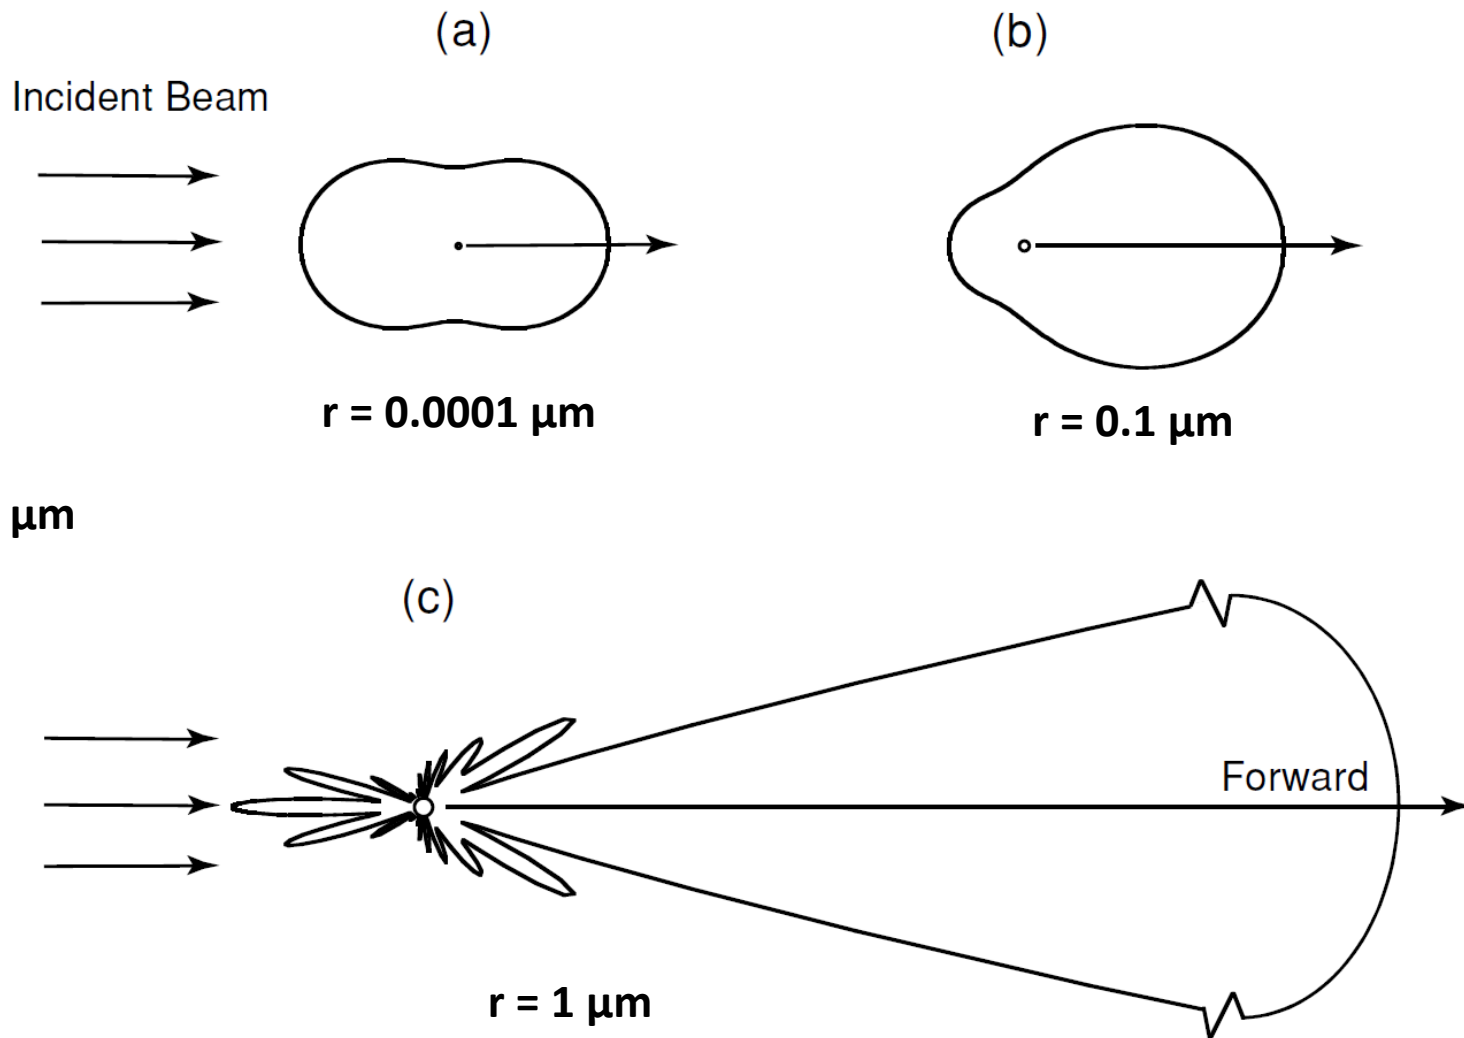 (a)
(b)
Incident Beam
r = 0.0001 μm
r = 0.1 μm
μm
(c)
Forward
r = 1 μm